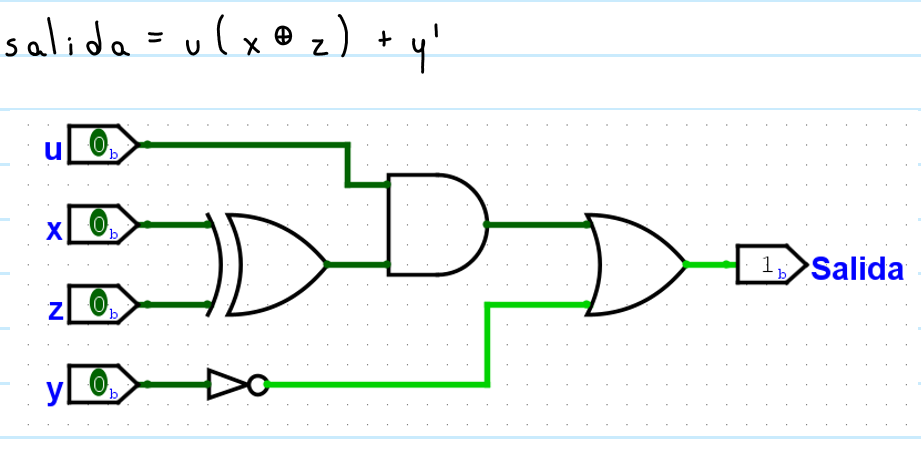 salida = u(x ⊕ z) + y'
u 0b
x 0b
z 0b
y 0b
1b Salida